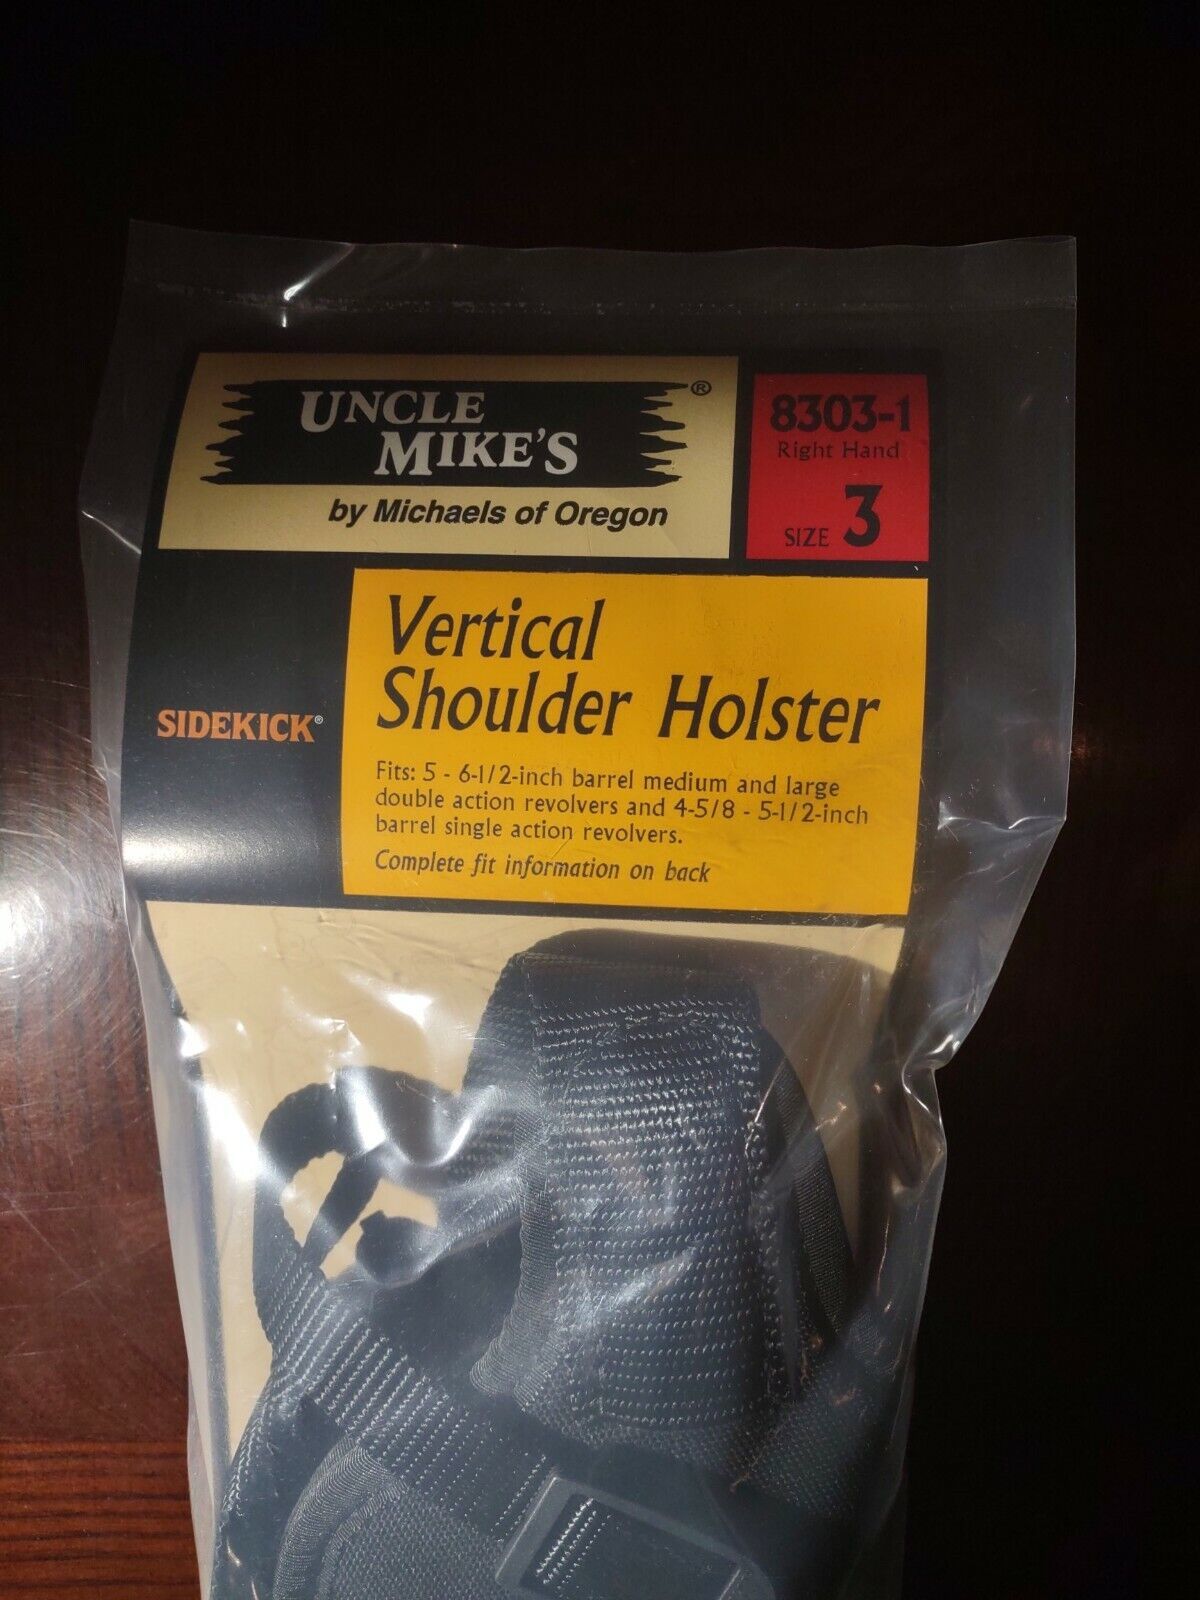 UNCLE
MIKE'S®
by Michaels of Oregon
8303-1
Right Hand
SIZE 3
SIDEKICK®
Vertical
Shoulder Holster
Fits: 5 - 6-1/2-inch barrel medium and large
double action revolvers and 4-5/8 - 5-1/2-inch
barrel single action revolvers.
Complete fit information on back